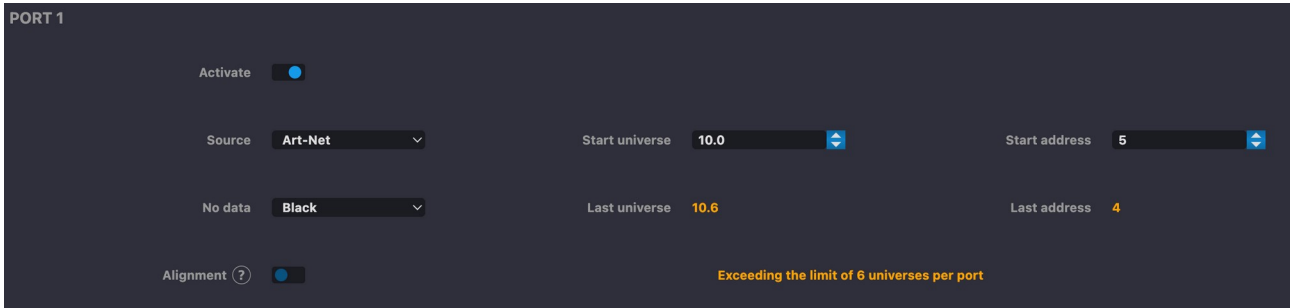 PORT 1
Activate
Source Art-Net Start universe 10.0 Start address 5
No data Black Last universe 10.6 Last address 4
Alignment ? Exceeding the limit of 6 universes per port